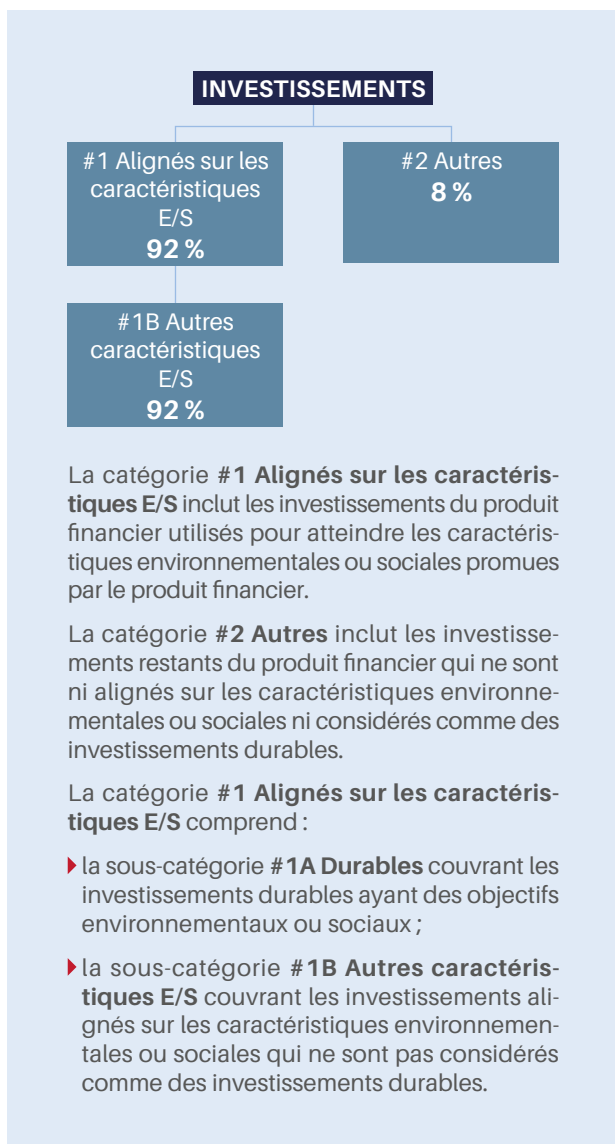 INVESTISSEMENTS
#1 Alignés sur les
caractéristiques
E/S
92 %
#2 Autres
8 %
#1B Autres
caractéristiques
E/S
92 %
La catégorie #1 Alignés sur les caractéris-
tiques E/S inclut les investissements du produit
financier utilisés pour atteindre les caractéris-
tiques environnementales ou sociales promues
par le produit financier.
La catégorie #2 Autres inclut les investisse-
ments restants du produit financier qui ne sont
ni alignés sur les caractéristiques environne-
mentales ou sociales ni considérés comme des
investissements durables.
La catégorie #1 Alignés sur les caractéris-
tiques E/S comprend :
la sous-catégorie #1A Durables couvrant les
investissements durables ayant des objectifs
environnementaux ou sociaux ;
la sous-catégorie #1B Autres caractéris-
tiques E/S couvrant les investissements ali-
gnés sur les caractéristiques environnemen-
tales ou sociales qui ne sont pas considérés
comme des investissements durables.